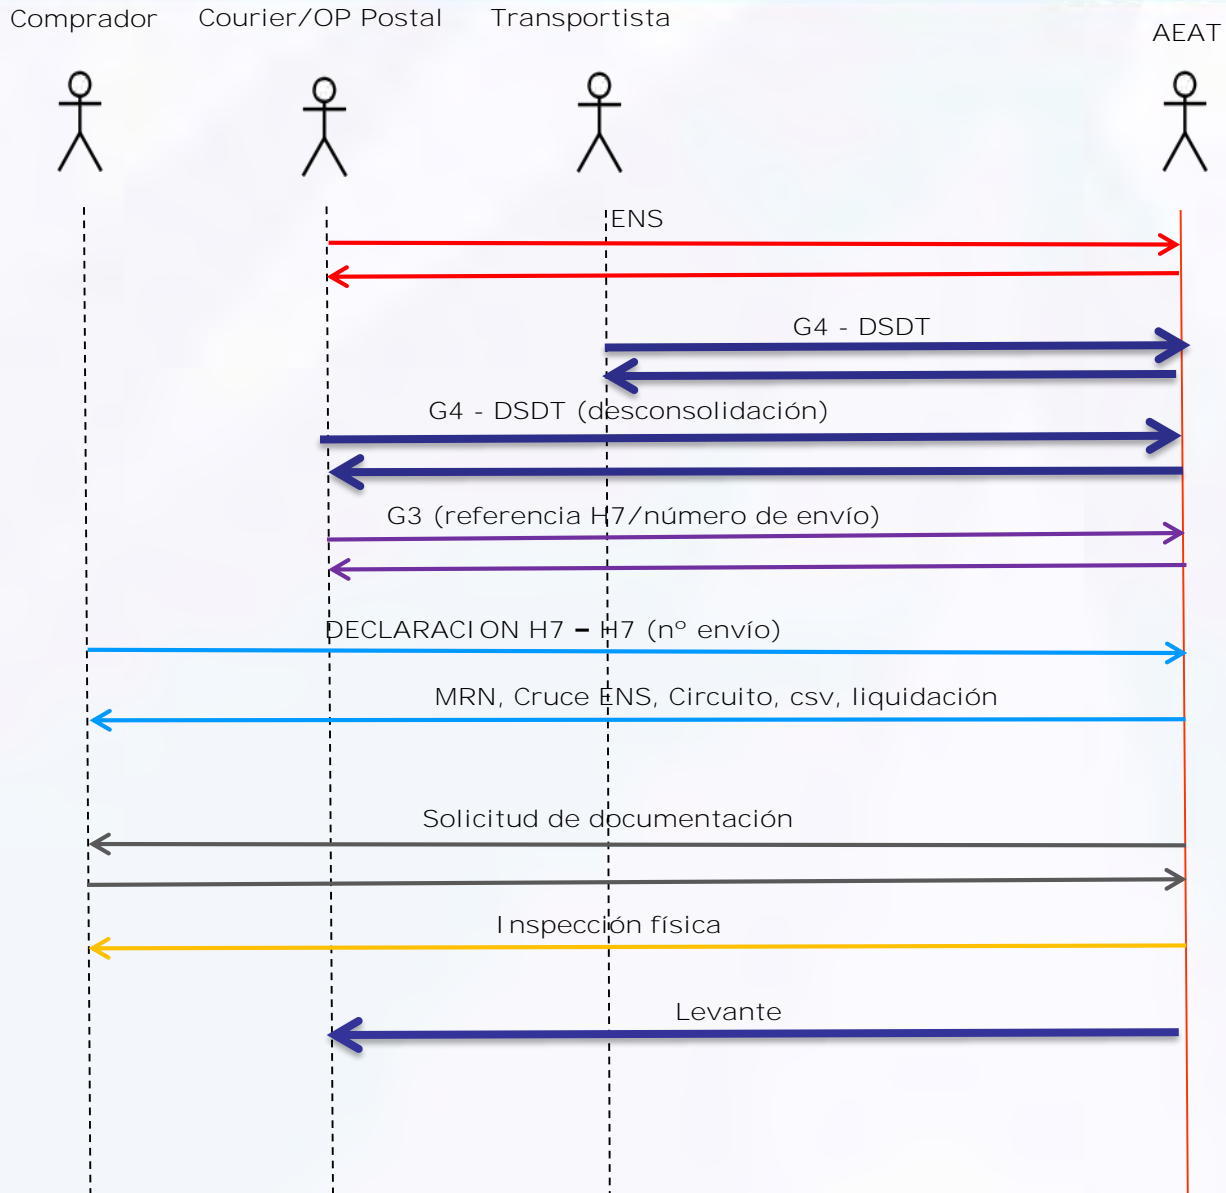 Comprador Courier/OP Postal Transportista AEAT
ENS
G4 - DSDT
G4 - DSDT (desconsolidación)
G3 (referencia H7/número de envío)
DECLARACION H7 – H7 (nº envío)
MRN, Cruce ENS, Circuito, csv, liquidación
Solicitud de documentación
Inspección física
Levante